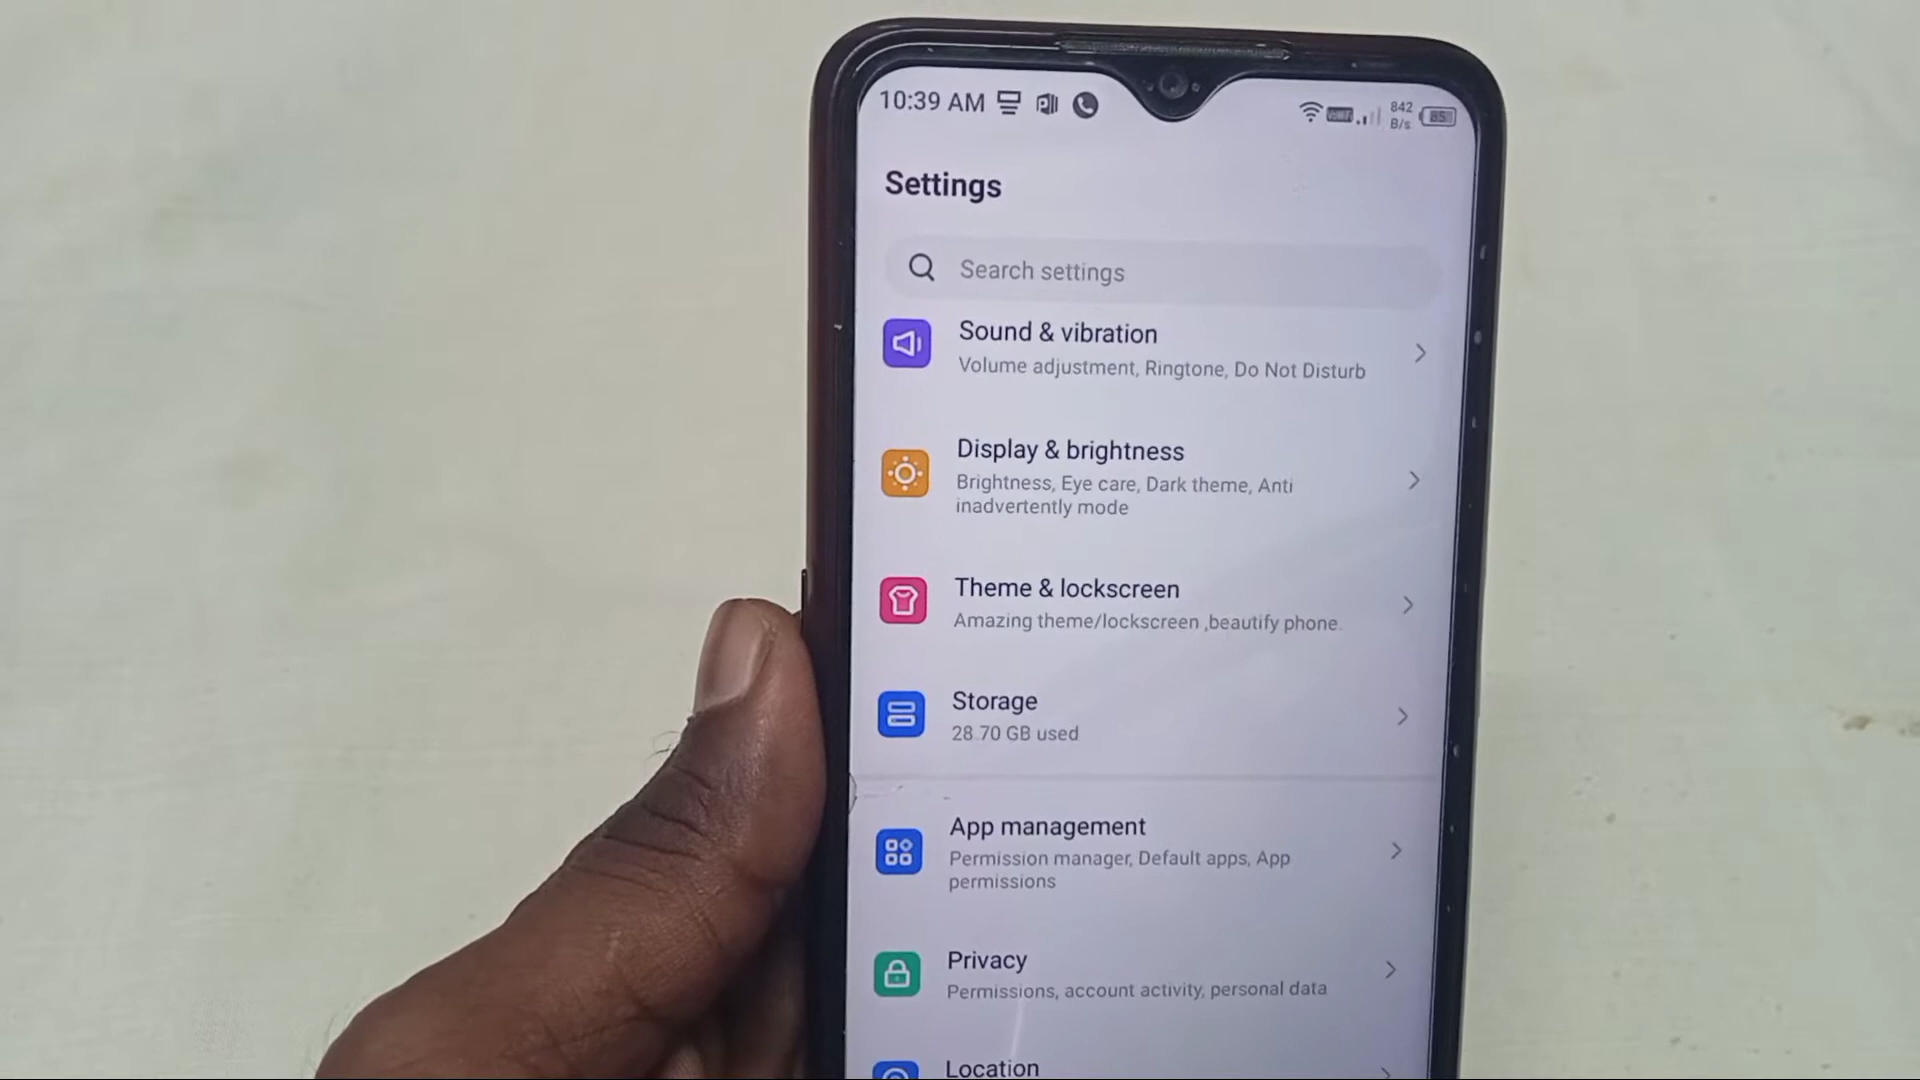 10:39 AM
842
B/s
85
Settings
Search settings
Sound & vibration
Volume adjustment, Ringtone, Do Not Disturb
Display & brightness
Brightness, Eye care, Dark theme, Anti
inadvertently mode
Theme & lockscreen
Amazing theme/lockscreen ,beautify phone.
Storage
28.70 GB used
App management
Permission manager, Default apps, App
permissions
Privacy
Permissions, account activity, personal data
Location